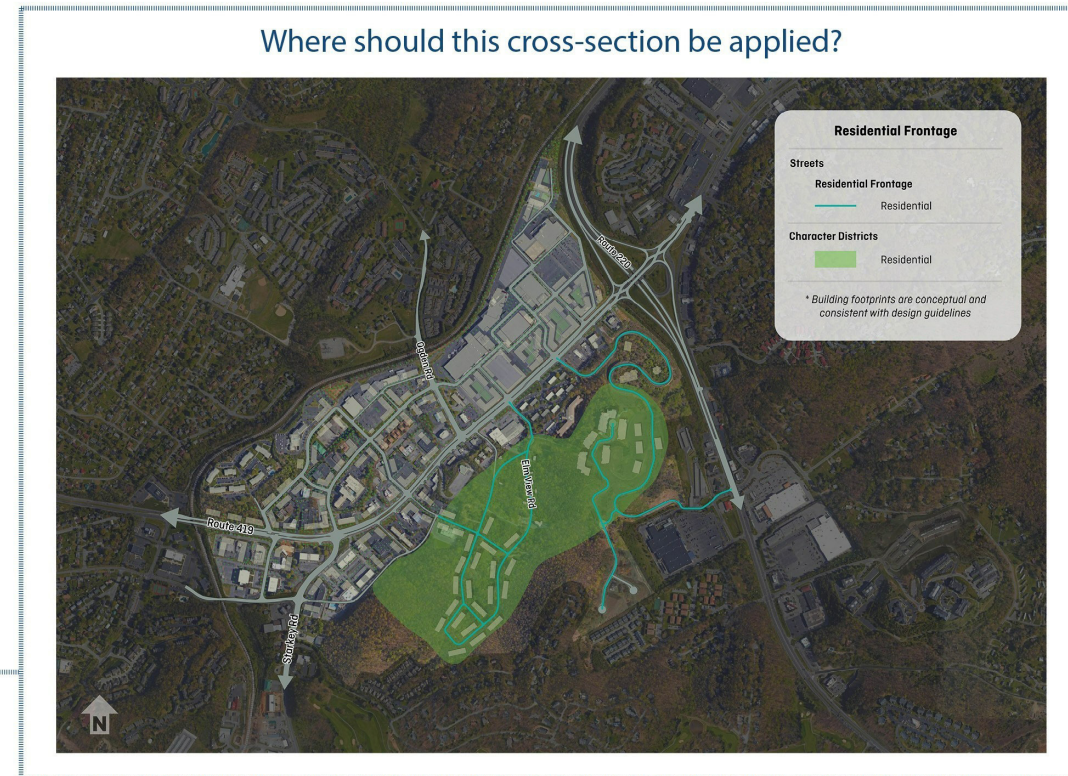 Where should this cross-section be applied?
Residential Frontage
Streets
Residential Frontage
Residential
Character Districts
Residential
* Building footprints are conceptual and
consistent with design guidelines
Route 220
Ogden Rd
Elm View Rd
Route 419
Starkey Rd
N